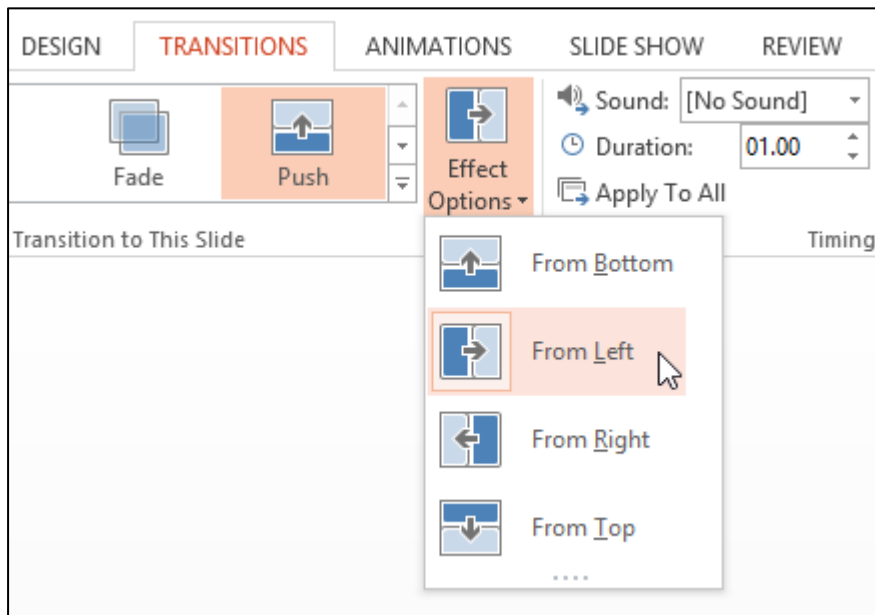 DESIGN TRANSITIONS ANIMATIONS SLIDE SHOW REVIEW
Fade
Push
Effect
Options
Sound: [No Sound]
Duration: 01.00
Apply To All
Transition to This Slide
Timing
From Bottom
From Left
From Right
From Top